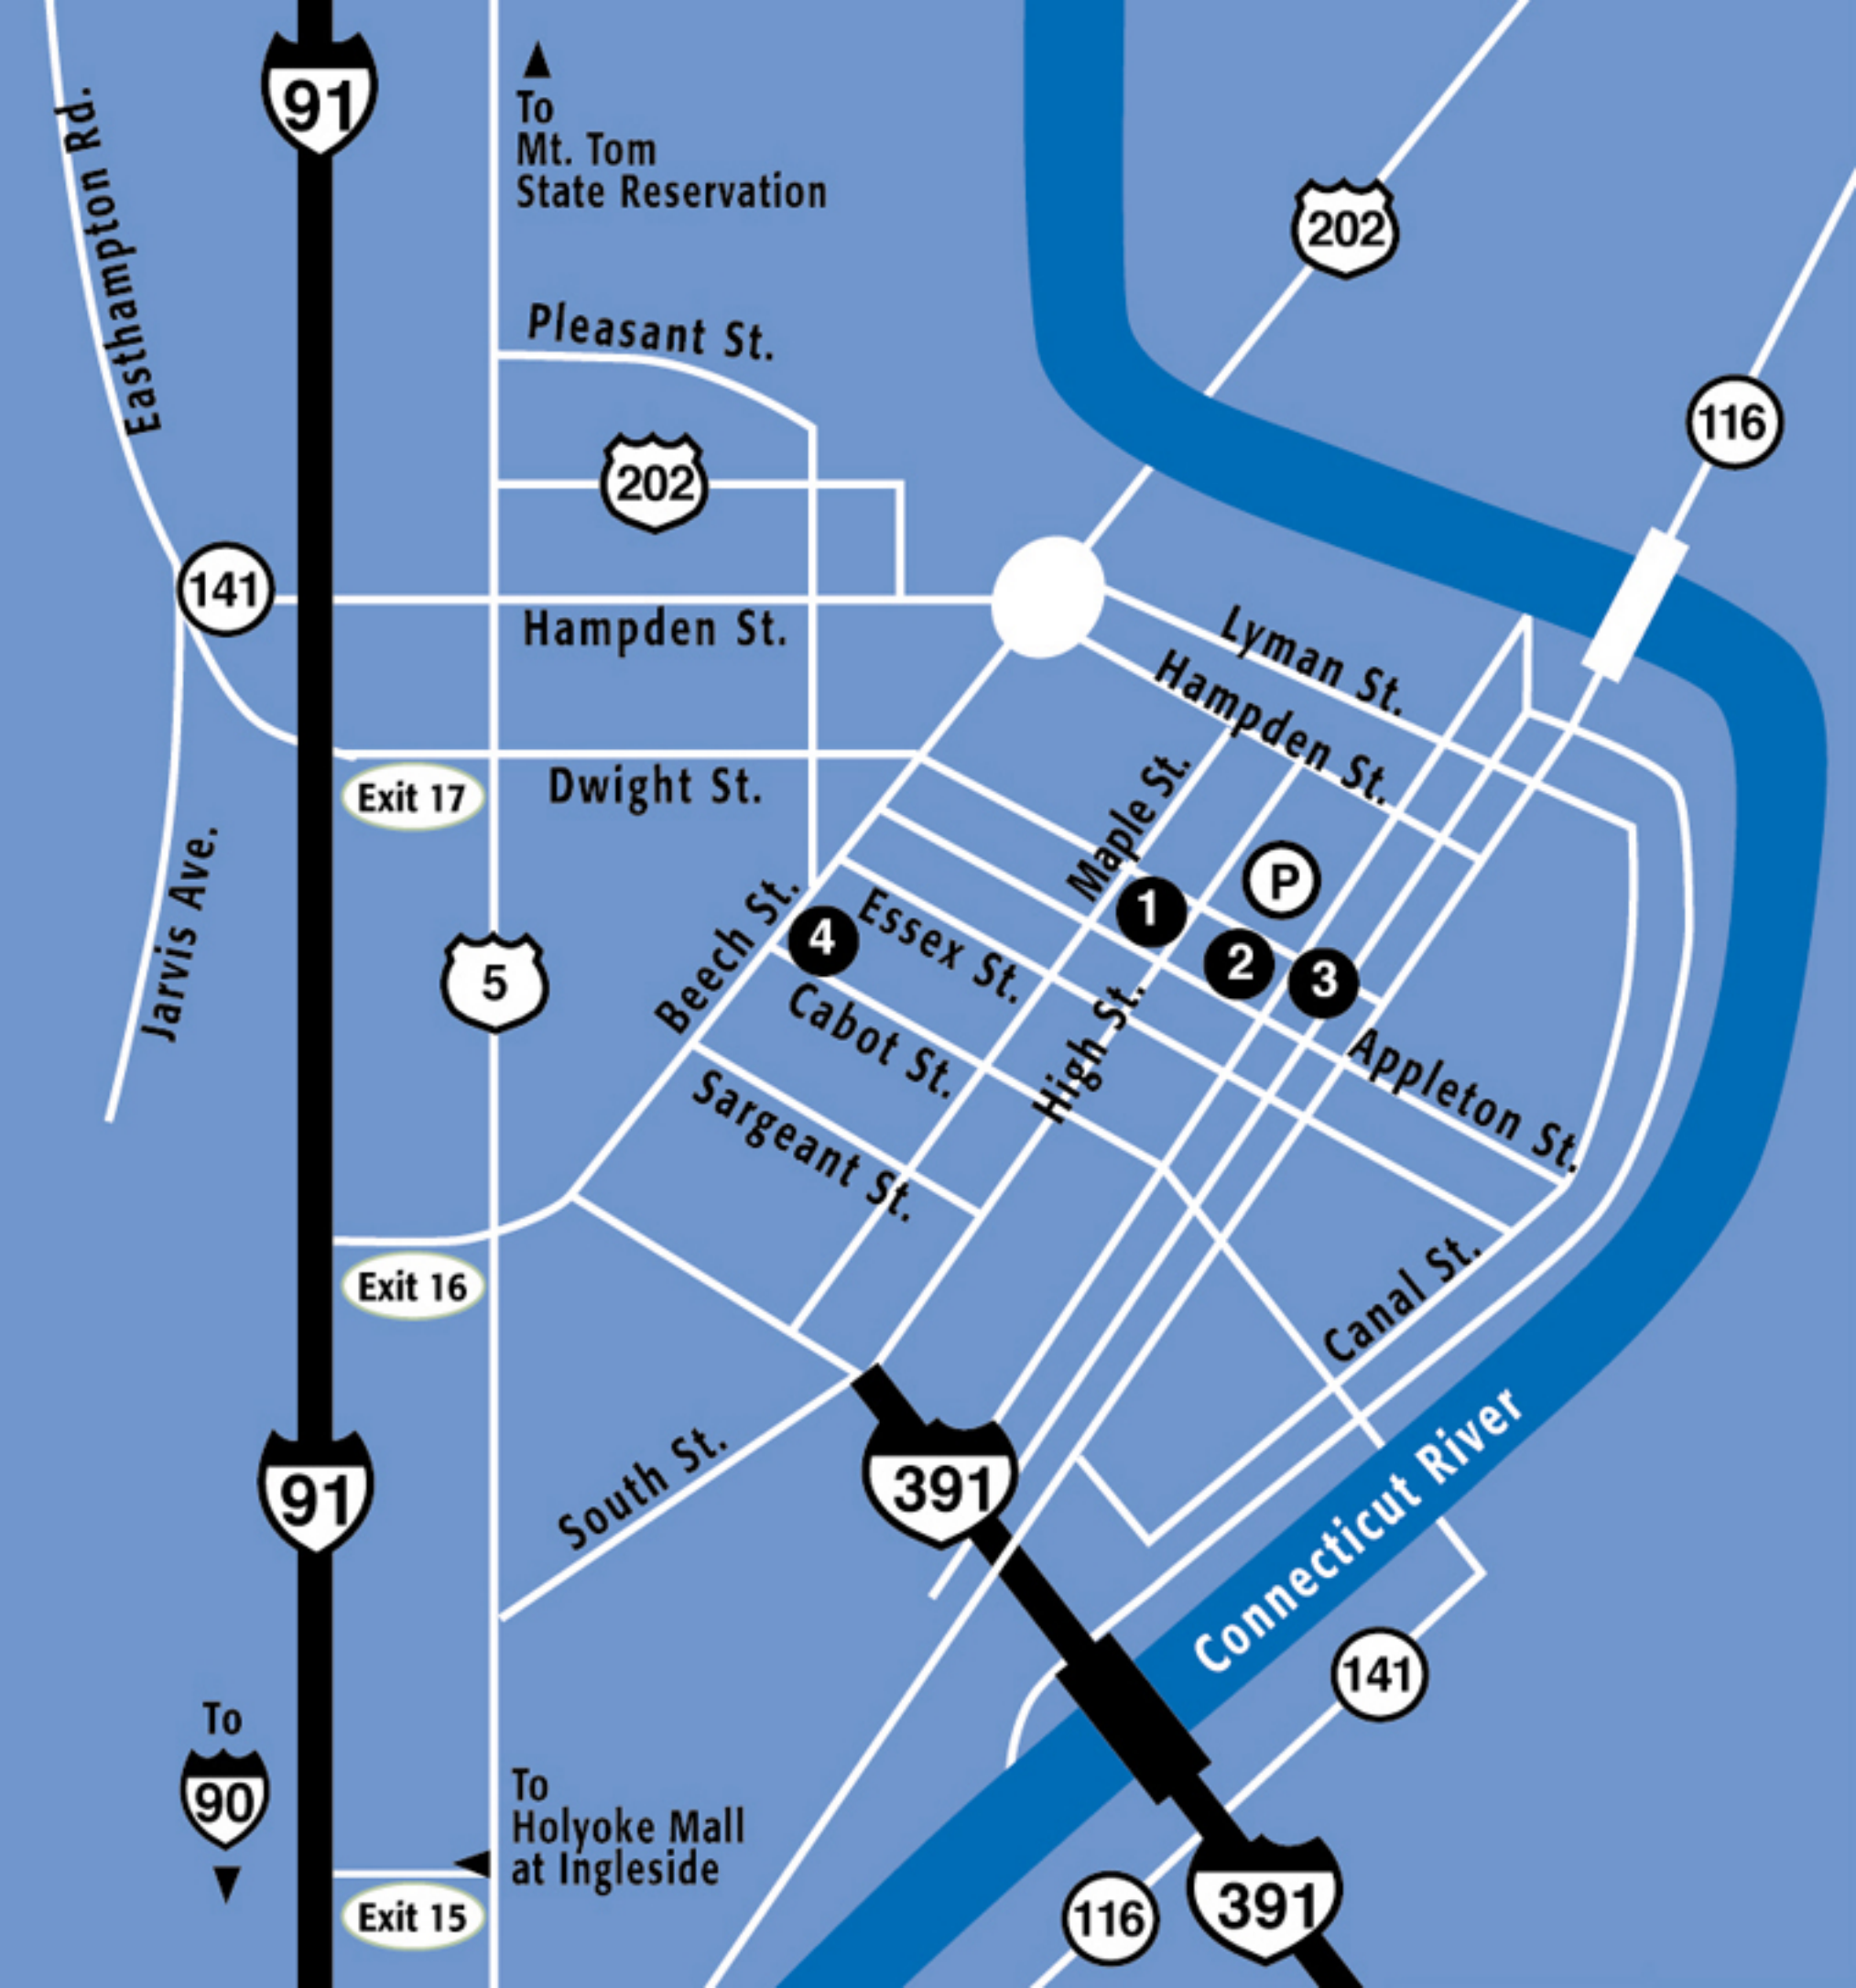 91
To
Mt. Tom
State Reservation
Easthampton Rd.
202
Pleasant St.
116
202
141
Hampden St.
Lyman St.
Hampden St.
Exit 17
Dwight St.
Maple St.
P
1
2
3
4
Jarvis Ave.
5
Beech St.
Essex St.
Cabot St.
High St.
Appleton St.
Sargeant St.
Exit 16
Canal St.
91
391
South St.
Connecticut River
141
To
90
To
Holyoke Mall
at Ingleside
Exit 15
116
391